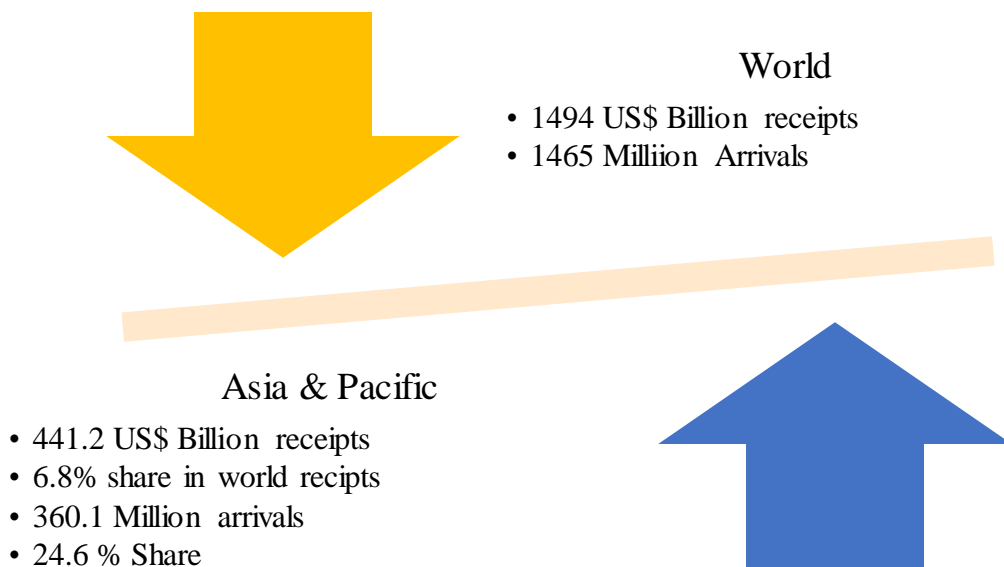 World
• 1494 US$ Billion receipts
• 1465 Milliion Arrivals
Asia & Pacific
• 441.2 US$ Billion receipts
• 6.8% share in world recipts
• 360.1 Million arrivals
• 24.6 % Share